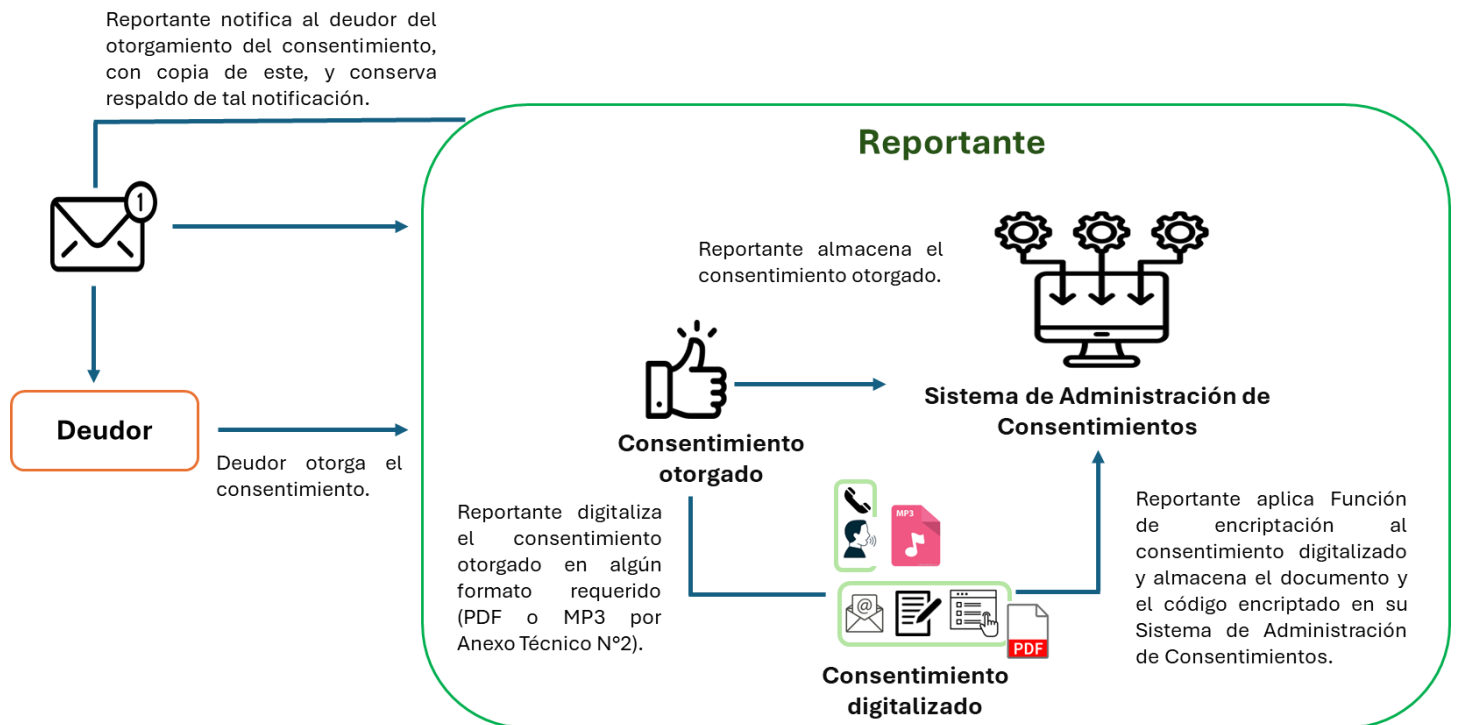 Reportante notifica al deudor del
otorgamiento del consentimiento,
con copia de este, y conserva
respaldo de tal notificación.
Reportante
1
Reportante almacena el
consentimiento otorgado.
Deudor
Deudor otorga el
consentimiento.
Consentimiento
otorgado
Sistema de Administración de
Consentimientos
Reportante digitaliza
el consentimiento
otorgado en algún
formato requerido
(PDF o MP3 por
Anexo Técnico N°2).
MP3
@
PDF
Consentimiento
digitalizado
Reportante aplica Función
de encriptación al
consentimiento digitalizado
y almacena el documento y
el código encriptado en su
Sistema de Administración
de Consentimientos.